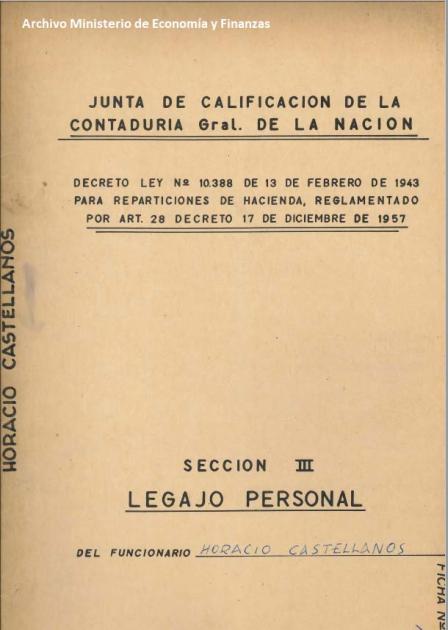 Archivo Ministerio de Economía y Finanzas
JUNTA DE CALIFICACION DE LA
CONTADURIA Gral. DE LA NACION
DECRETO LEY Nº 10.388 DE 13 DE FEBRERO DE 1943
PARA REPARTICIONES DE HACIENDA, REGLAMENTADO
POR ART. 28 DECRETO 17 DE DICIEMBRE DE 1957
HORACIO CASTELLANOS
SECCION III
LEGAJO PERSONAL
DEL FUNCIONARIO HORACIO CASTELLANOS
FICHA Nº